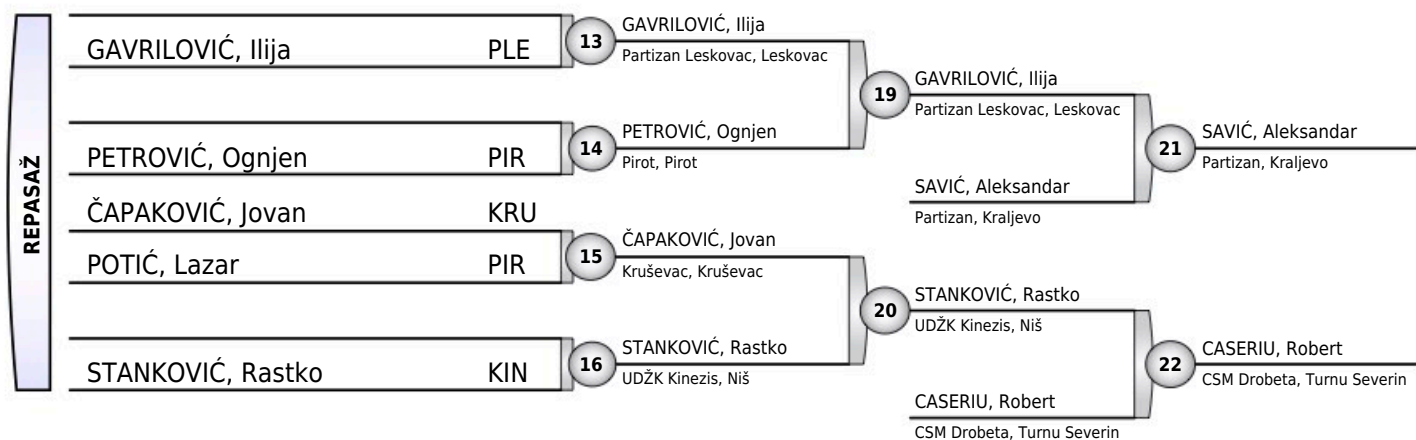 REPASAŽ
GAVRILOVIĆ, Ilija PLE
PETROVIĆ, Ognjen PIR
ČAPAKOVIĆ, Jovan KRU
POTIĆ, Lazar PIR
STANKOVIĆ, Rastko KIN
13
GAVRILOVIĆ, Ilija
Partizan Leskovac, Leskovac
14
PETROVIĆ, Ognjen
Pirot, Pirot
15
ČAPAKOVIĆ, Jovan
Kruševac, Kruševac
16
STANKOVIĆ, Rastko
UDŽK Kinezis, Niš
19
GAVRILOVIĆ, Ilija
Partizan Leskovac, Leskovac
SAVIĆ, Aleksandar
Partizan, Kraljevo
20
STANKOVIĆ, Rastko
UDŽK Kinezis, Niš
CASERIU, Robert
CSM Drobeta, Turnu Severin
21
SAVIĆ, Aleksandar
Partizan, Kraljevo
22
CASERIU, Robert
CSM Drobeta, Turnu Severin